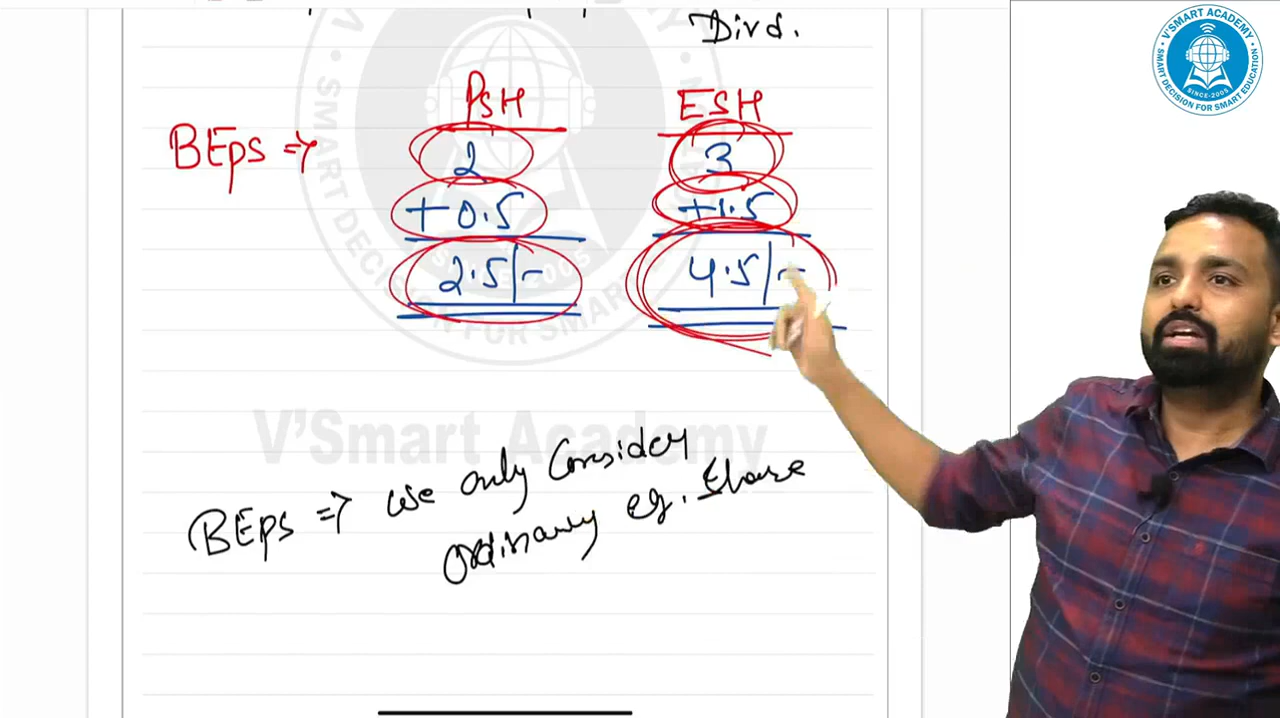 Divd.
V'SMART ACADEMY
SINCE-2005
SMART DECISION FOR SMART EDUCATION
PSH ESH
BEps ⇒ 2 3
+0.5 +1.5
2.5/- 4.5/-
V'Smart Academy
BEps ⇒ we only Consider
Ordinary eq. Share